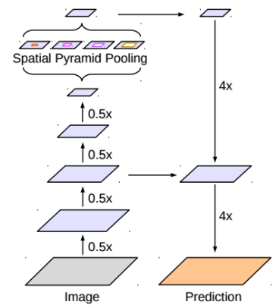 Spatial Pyramid Pooling
4x
0.5x
0.5x
0.5x
4x
0.5x
Image
Prediction